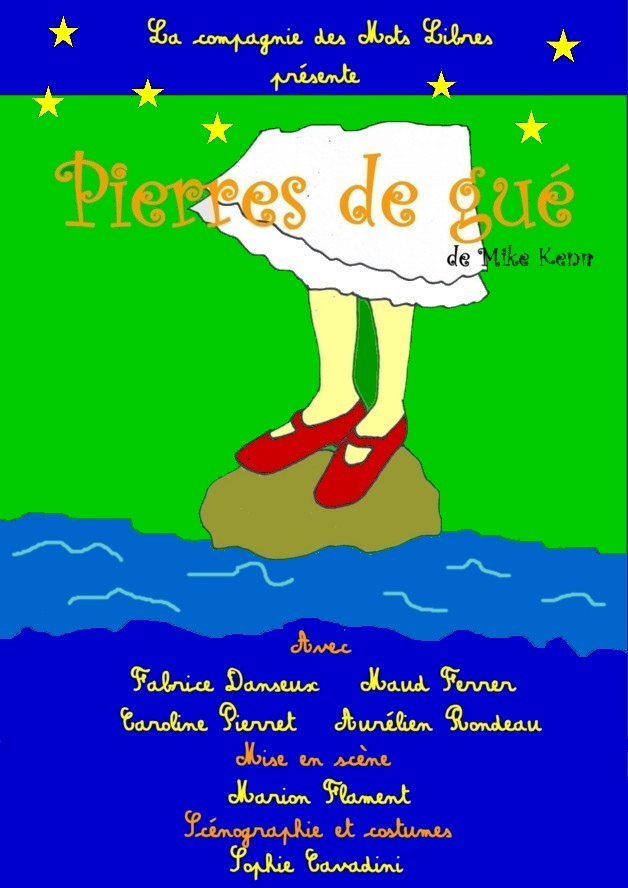 La compagnie des Mots Libres
présente
Pierres de gué
de Mike Kenn
Avec
Fabrice Danseux Maud Ferrer
Caroline Pierret Aurélien Rondeau
Mise en scène
Marion Flament
Scénographie et costumes
Sophie Cavadini